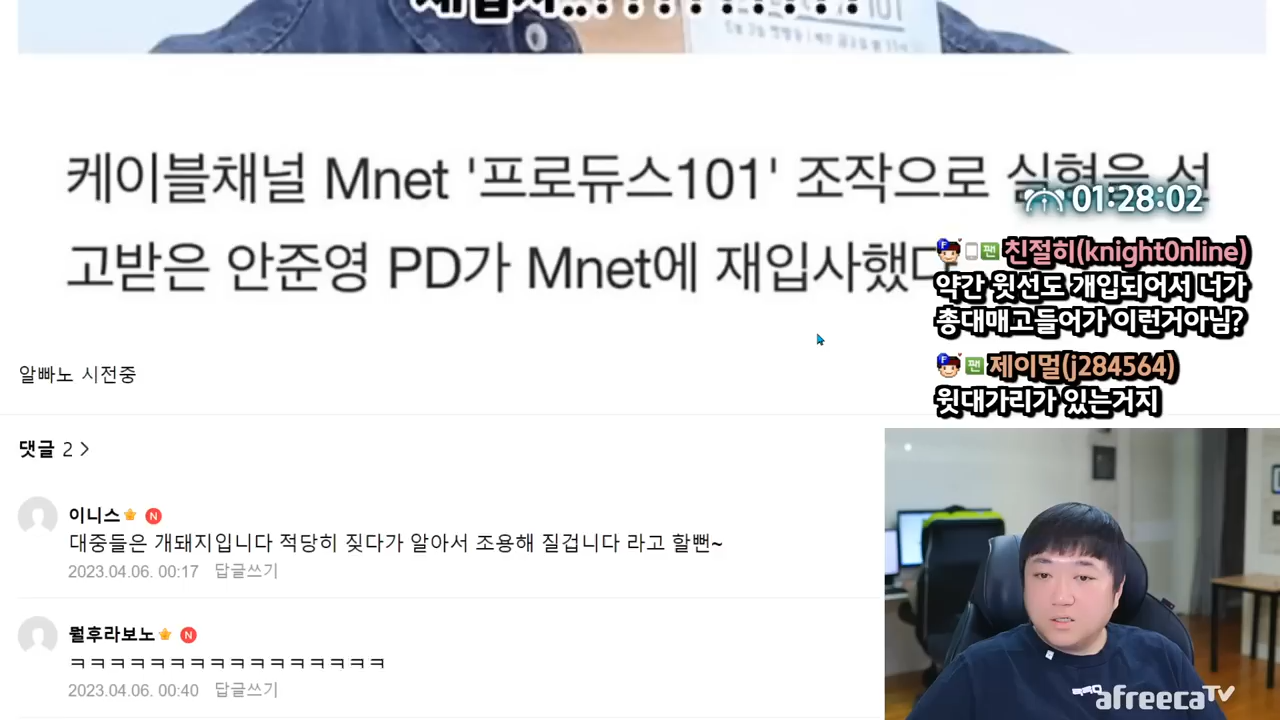 케이블채널 Mnet '프로듀스101' 조작으로 실형을 선
고받은 안준영 PD가 Mnet에 재입사했다
01:28:02
친절히(knight0nline)
약간 윗선도 개입되어서 너가
총대매고들어가 이런거아님?
제이멀(j284564)
윗대가리가 있는거지
알빠노 시전중
댓글 2 >
이니스 N
대중들은 개돼지입니다 적당히 짖다가 알아서 조용해 질겁니다 라고 할뻔~
2023.04.06. 00:17 답글쓰기
뭘후라보노 N
ㅋㅋㅋㅋㅋㅋㅋㅋㅋㅋㅋㅋㅋㅋㅋㅋ
2023.04.06. 00:40 답글쓰기
afreecaTV